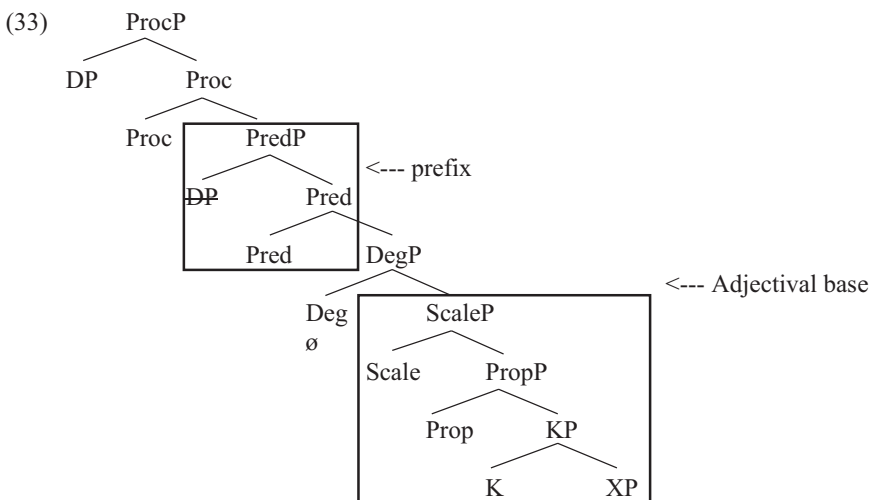 (33) ProcP
DP Proc
Proc PredP
<--- prefix
DP Pred
Pred DegP
<--- Adjectival base
Deg ScaleP
ø
Scale PropP
Prop KP
K XP